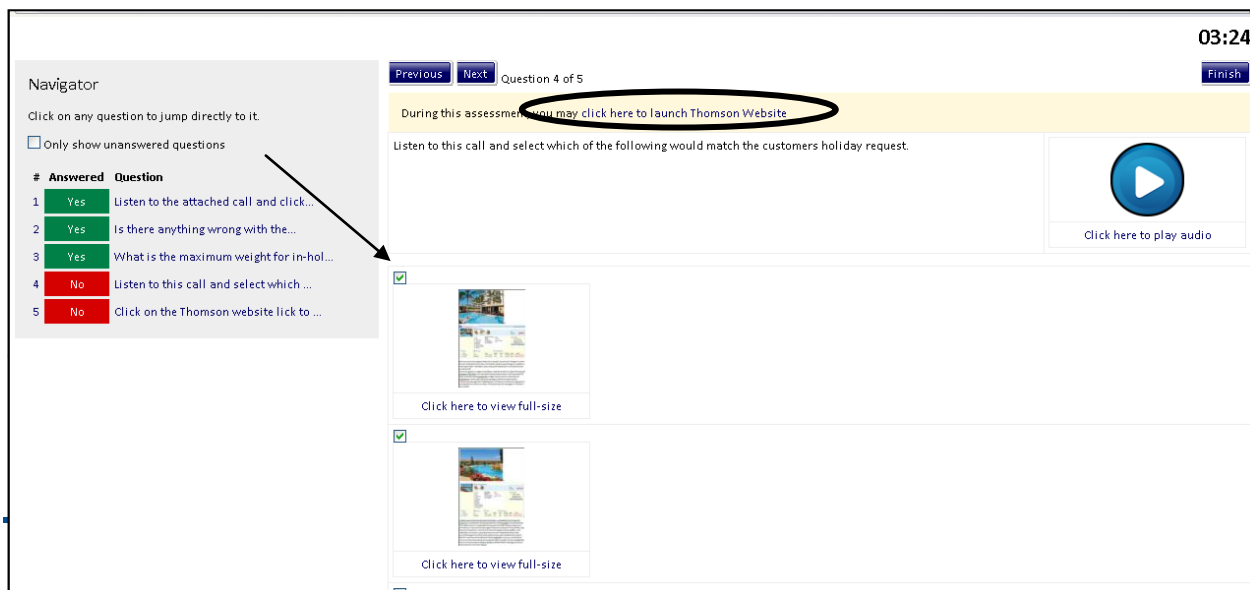 03:24
Navigator
Click on any question to jump directly to it.
Only show unanswered questions
# Answered Question
1 Yes Listen to the attached call and click...
2 Yes Is there anything wrong with the...
3 Yes What is the maximum weight for in-hol...
4 No Listen to this call and select which ...
5 No Click on the Thomson website lick to ...
Previous Next Question 4 of 5
Finish
During this assessment you may click here to launch Thomson Website
Listen to this call and select which of the following would match the customers holiday request.
Click here to play audio
Click here to view full-size
Click here to view full-size